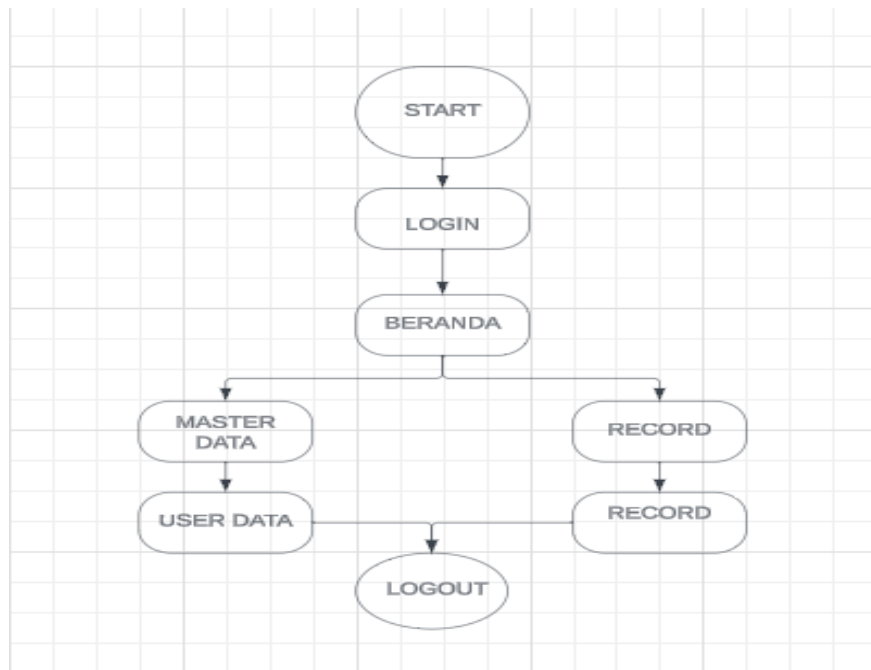 START
LOGIN
BERANDA
MASTER
DATA
RECORD
USER DATA
RECORD
LOGOUT